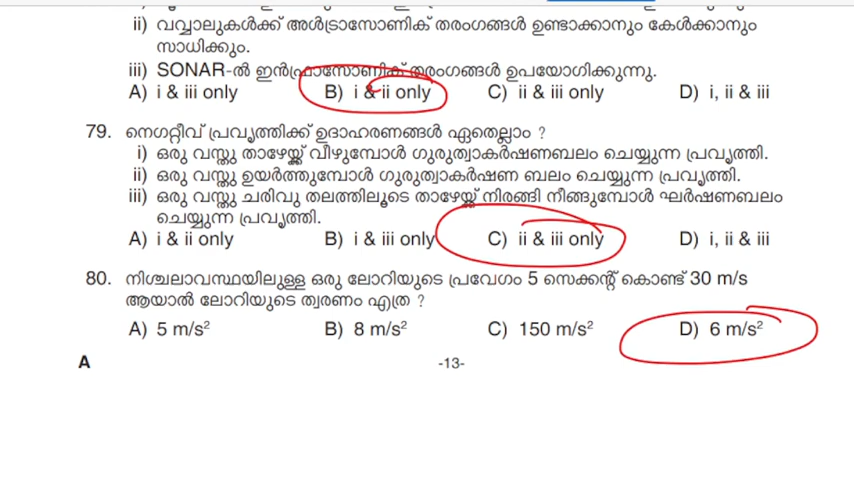 ii) വവ്വാലുകൾക്ക് അൾട്രാസോണിക് തരംഗങ്ങൾ ഉണ്ടാക്കാനും കേൾക്കാനും
സാധിക്കും.
iii) SONAR-ൽ ഇൻഫ്രാസോണിക് തരംഗങ്ങൾ ഉപയോഗിക്കുന്നു.
A) i & iii only B) i & ii only C) ii & iii only D) i, ii & iii
79. നെഗറ്റീവ് പ്രവൃത്തിക്ക് ഉദാഹരണങ്ങൾ ഏതെല്ലാം ?
i) ഒരു വസ്തു താഴേയ്ക്ക് വീഴുമ്പോൾ ഗുരുത്വാകർഷണബലം ചെയ്യുന്ന പ്രവൃത്തി.
ii) ഒരു വസ്തു ഉയർത്തുമ്പോൾ ഗുരുത്വാകർഷണ ബലം ചെയ്യുന്ന പ്രവൃത്തി.
iii) ഒരു വസ്തു ചരിവു തലത്തിലൂടെ താഴേയ്ക്ക് നിരങ്ങി നീങ്ങുമ്പോൾ ഘർഷണബലം
ചെയ്യുന്ന പ്രവൃത്തി.
A) i & ii only B) i & iii only C) ii & iii only D) i, ii & iii
80. നിശ്ചലാവസ്ഥയിലുള്ള ഒരു ലോറിയുടെ പ്രവേഗം 5 സെക്കന്റ് കൊണ്ട് 30 m/s
ആയാൽ ലോറിയുടെ ത്വരണം എത്ര ?
A) 5 m/s² B) 8 m/s² C) 150 m/s² D) 6 m/s²
A -13-